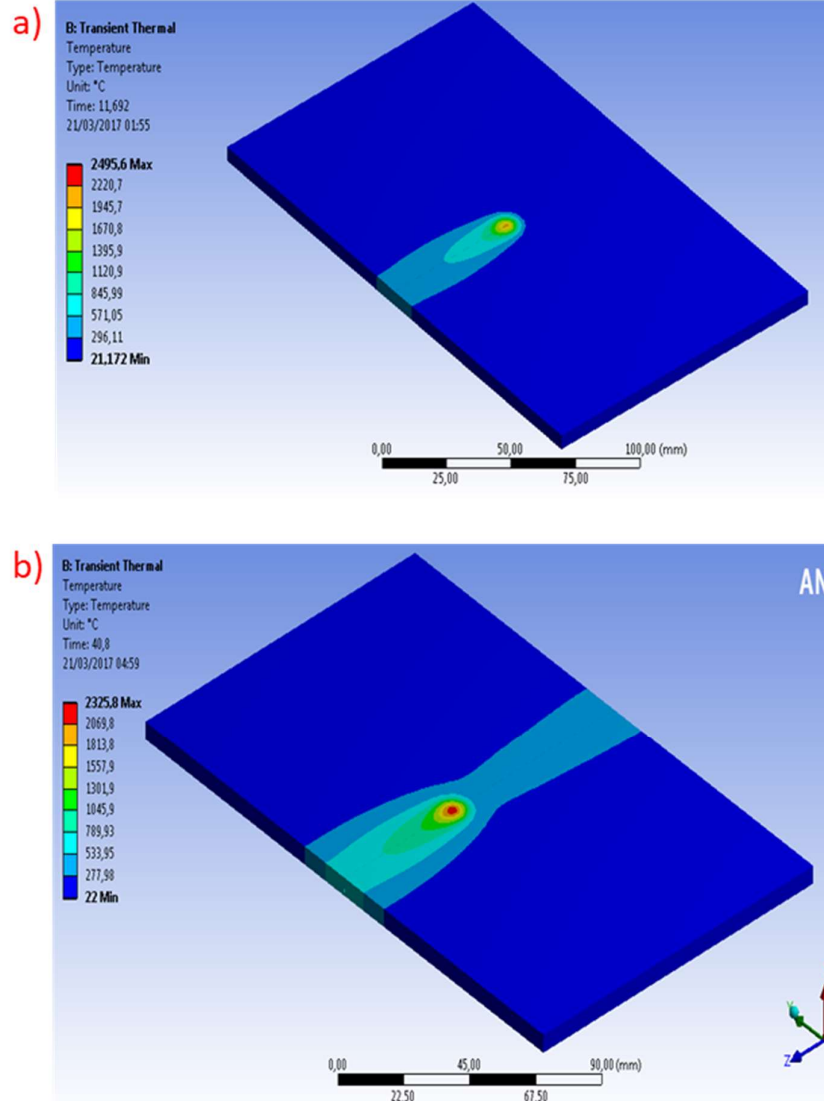 a)
B: Transient Thermal
Temperature
Type: Temperature
Unit: °C
Time: 11,692
21/03/2017 01:55
2495,6 Max
2220,7
1945,7
1670,8
1395,9
1120,9
845,99
571,05
296,11
21,172 Min
0,00 50,00 100,00 (mm)
25,00 75,00
b)
B: Transient Thermal
AN
Temperature
Type: Temperature
Unit: °C
Time: 40,8
21/03/2017 04:59
2325,8 Max
2069,8
1813,8
1557,9
1301,9
1045,9
789,93
533,95
277,98
22 Min
Z
0,00 45,00 90,00 (mm)
22,50 67,50